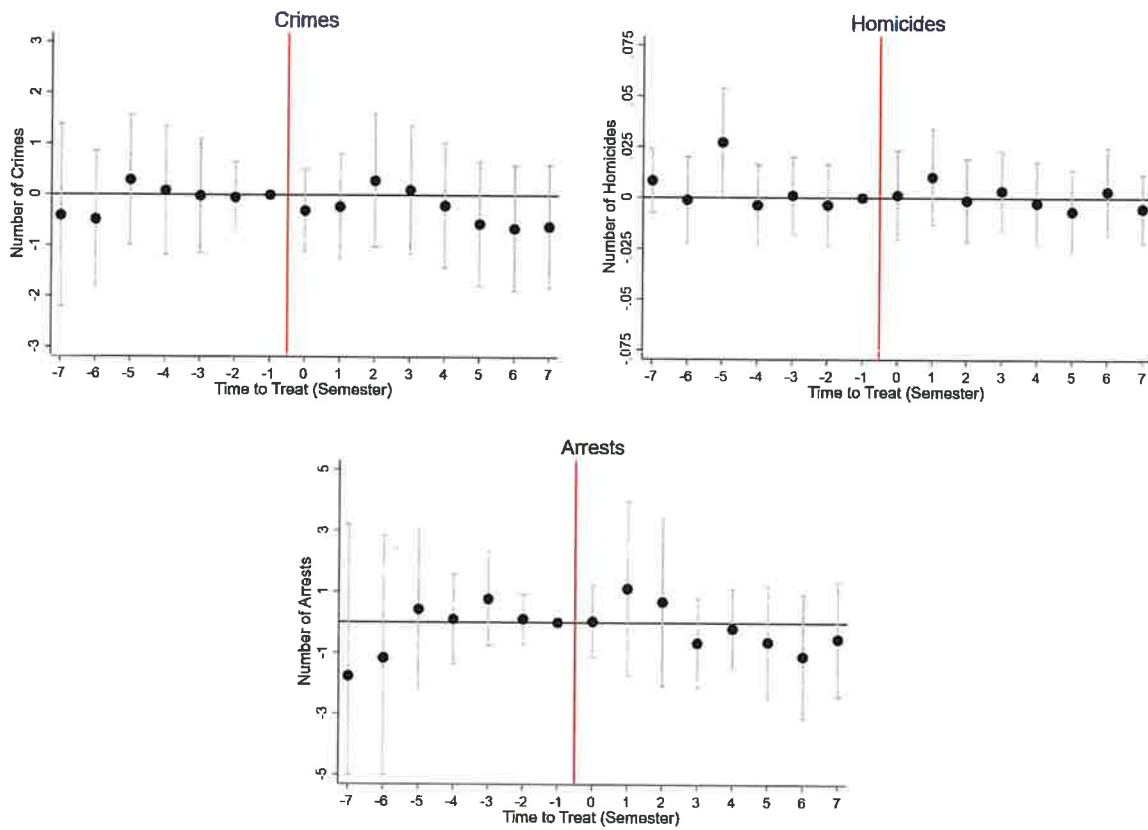 Crimes
Number of Crimes
3
2
1
0
-1
-2
-3
-7 -6 -5 -4 -3 -2 -1 0 1 2 3 4 5 6 7
Time to Treat (Semester)
Homicides
Number of Homicides
.075
.05
.025
0
-.025
-.05
-.075
-7 -6 -5 -4 -3 -2 -1 0 1 2 3 4 5 6 7
Time to Treat (Semester)
Arrests
Number of Arrests
5
3
1
-1
-3
-5
-7 -6 -5 -4 -3 -2 -1 0 1 2 3 4 5 6 7
Time to Treat (Semester)